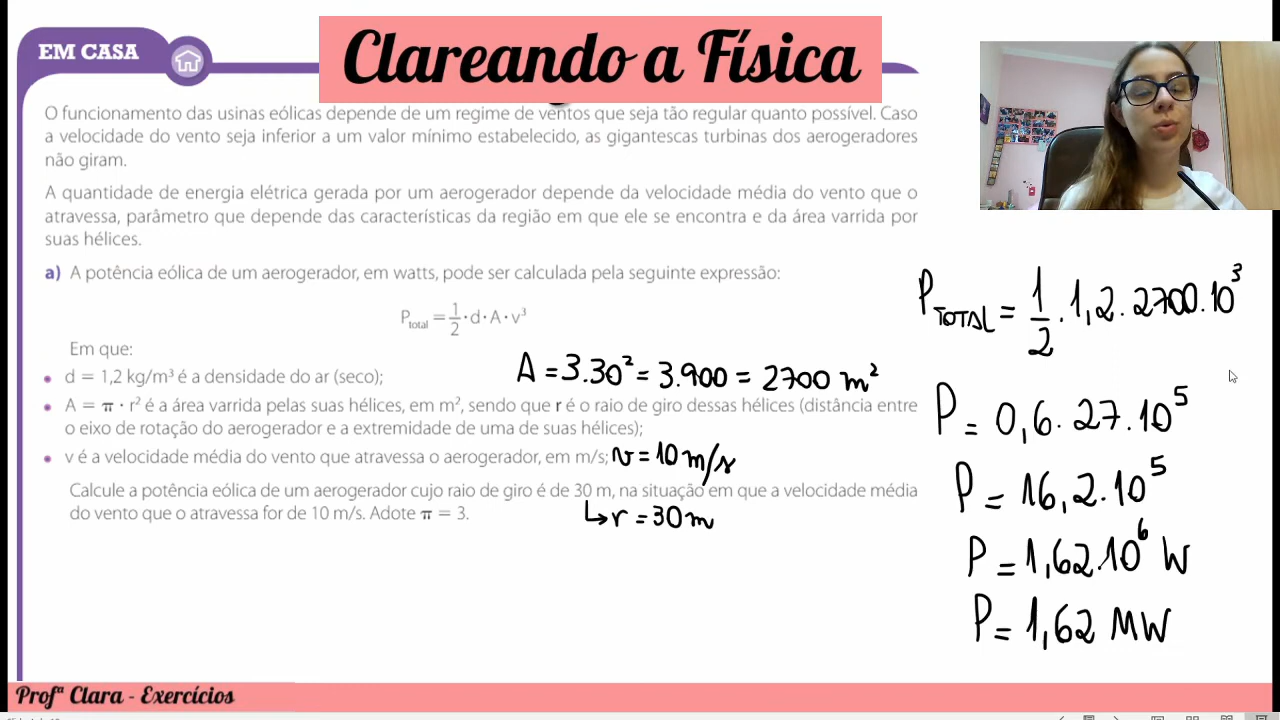 EM CASA
Clareando a Física
O funcionamento das usinas eólicas depende de um regime de ventos que seja tão regular quanto possível. Caso
a velocidade do vento seja inferior a um valor mínimo estabelecido, as gigantescas turbinas dos aerogeradores
não giram.
A quantidade de energia elétrica gerada por um aerogerador depende da velocidade média do vento que o
atravessa, parâmetro que depende das características da região em que ele se encontra e da área varrida por
suas hélices.
a) A potência eólica de um aerogerador, em watts, pode ser calculada pela seguinte expressão:
P_total = 1/2 · d · A · v³
Em que:
• d = 1,2 kg/m³ é a densidade do ar (seco);
A = 3.30² = 3.900 = 2700 m²
• A = π · r² é a área varrida pelas suas hélices, em m², sendo que r é o raio de giro dessas hélices (distância entre
o eixo de rotação do aerogerador e a extremidade de uma de suas hélices);
• v é a velocidade média do vento que atravessa o aerogerador, em m/s; v = 10 m/s
Calcule a potência eólica de um aerogerador cujo raio de giro é de 30 m, na situação em que a velocidade média
do vento que o atravessa for de 10 m/s. Adote π = 3.
↳ r = 30 m
P_TOTAL = 1/2 . 1,2 . 2700 . 10³
P = 0,6 . 27 . 10⁵
P = 16,2 . 10⁵
P = 1,62 . 10⁶ W
P = 1,62 MW
Profª Clara - Exercícios